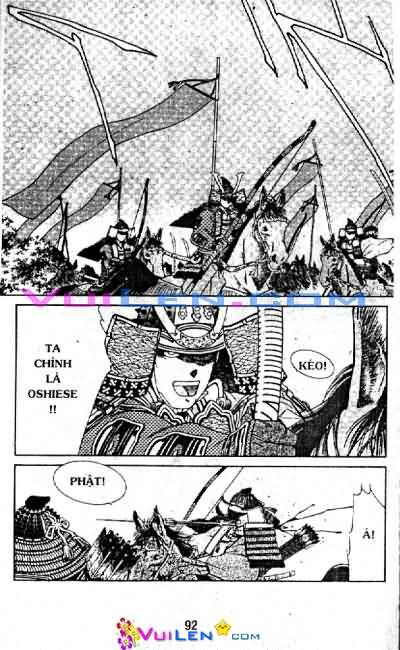 VUILEN.COM
TA
CHÍNH
LÀ
OSHIESE
!!
KÉO!
PHẬT!
Á!
92
VUILEN.COM